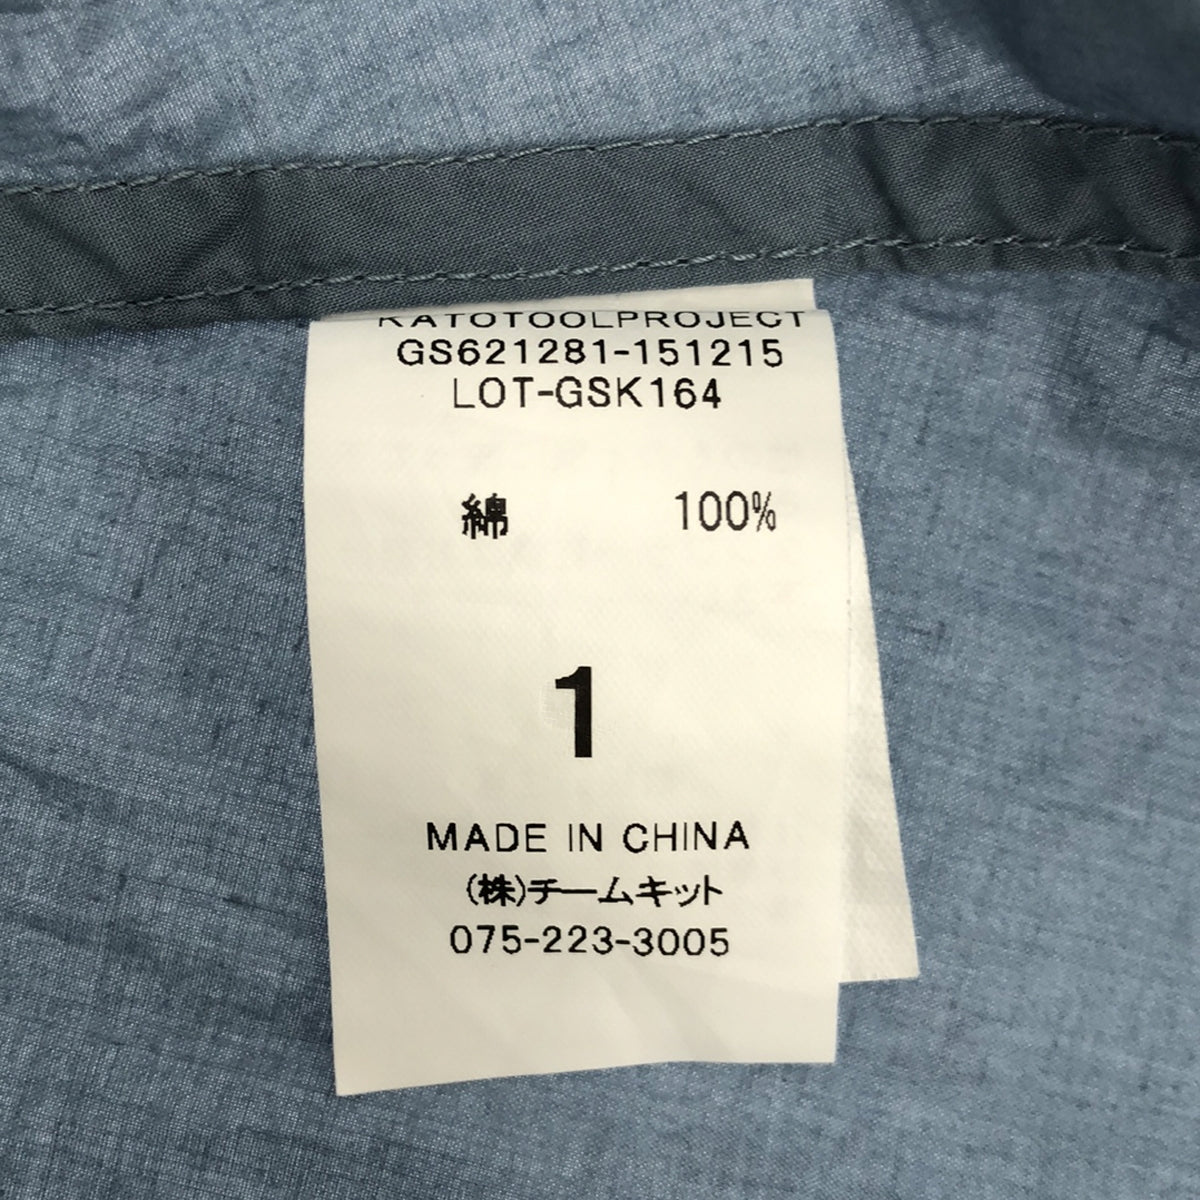 KATOTOOLPROJECT
GS621281-151215
LOT-GSK164
綿 100%
1
MADE IN CHINA
(株)チームキット
075-223-3005